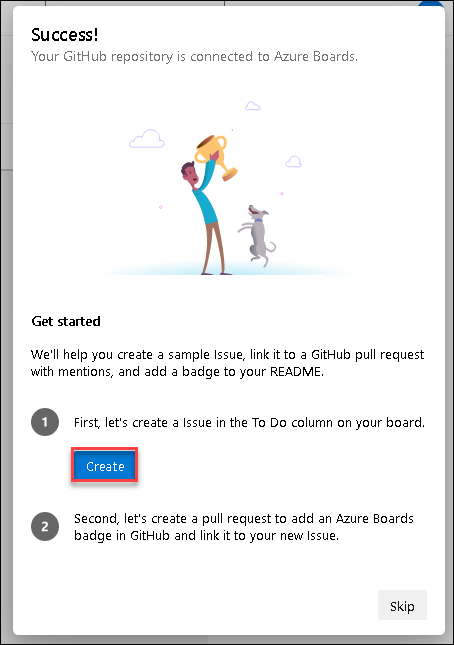 Success!
Your GitHub repository is connected to Azure Boards.
Get started
We'll help you create a sample Issue, link it to a GitHub pull request
with mentions, and add a badge to your README.
1
First, let's create a Issue in the To Do column on your board.
Create
2
Second, let's create a pull request to add an Azure Boards
badge in GitHub and link it to your new Issue.
Skip